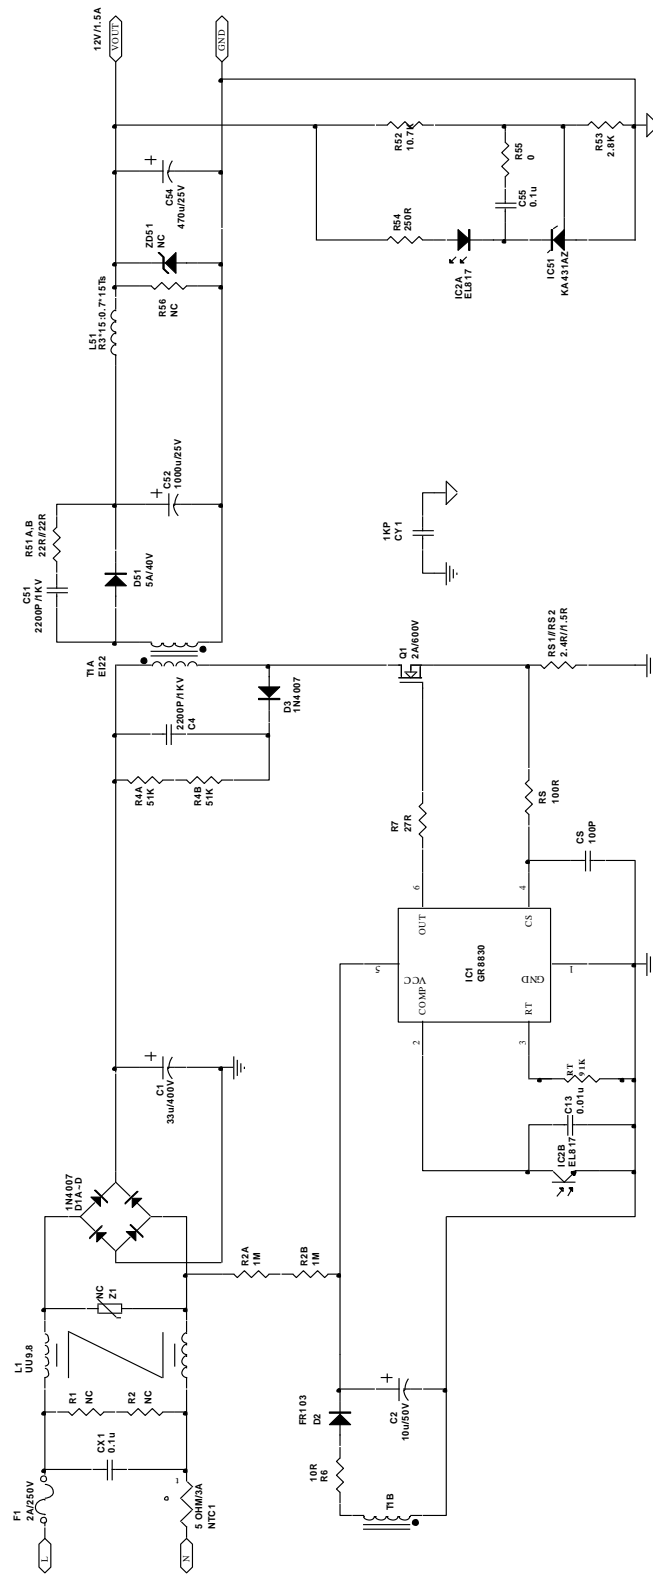 L
N
F1
2A/250V
CX1
0.1u
t
5 OHM/3A
NTC1
R1
NC
R2
NC
L1
UU9.8
NC
Z1
1N4007
D1A~D
R2A
1M
R2B
1M
FR103
D2
10R
R6
C2
10u/50V
T1B
C1
33u/400V
R4A
51K
R4B
51K
2200P/1KV
C4
D3
1N4007
T1A
EI22
C51
2200P/1KV
R51A,B
22R//22R
D51
5A/40V
C52
1000u/25V
L51
R3*15:0.7*15Ts
R56
NC
ZD51
NC
C54
470u/25V
12V/1.5A
VOUT
GND
R52
10.7K
R55
0
C55
0.1u
R53
2.8K
R54
250R
IC2A
EL817
IC51
KA431AZ
1KP
CY1
Q1
2A/600V
RS1//RS2
2.4R//1.5R
R7
27R
RS
100R
CS
100P
6
OUT
4
CS
5
VCC
IC1
GR8830
GND
1
COMP
2
RT
3
RT
91K
C13
0.01u
IC2B
EL817